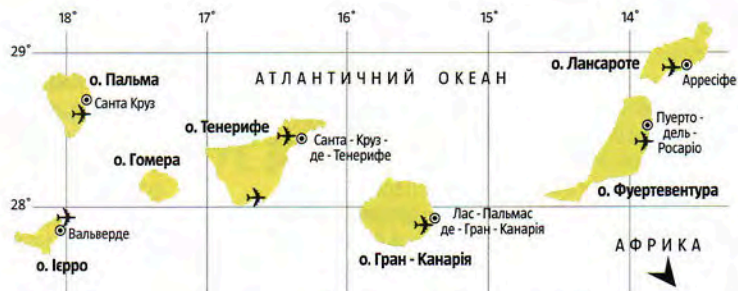 18° 17° 16° 15° 14°
29°
о. Пальма
Санта Круз
АТЛАНТИЧНИЙ ОКЕАН
о. Лансароте
Арресіфе
о. Тенерифе
Санта - Круз -
де - Тенерифе
Пуерто -
дель -
Росаріо
о. Гомера
о. Фуертевентура
28°
Вальверде
о. Ієрро
Лас - Пальмас
де - Гран - Канарія
о. Гран - Канарія
АФРИКА